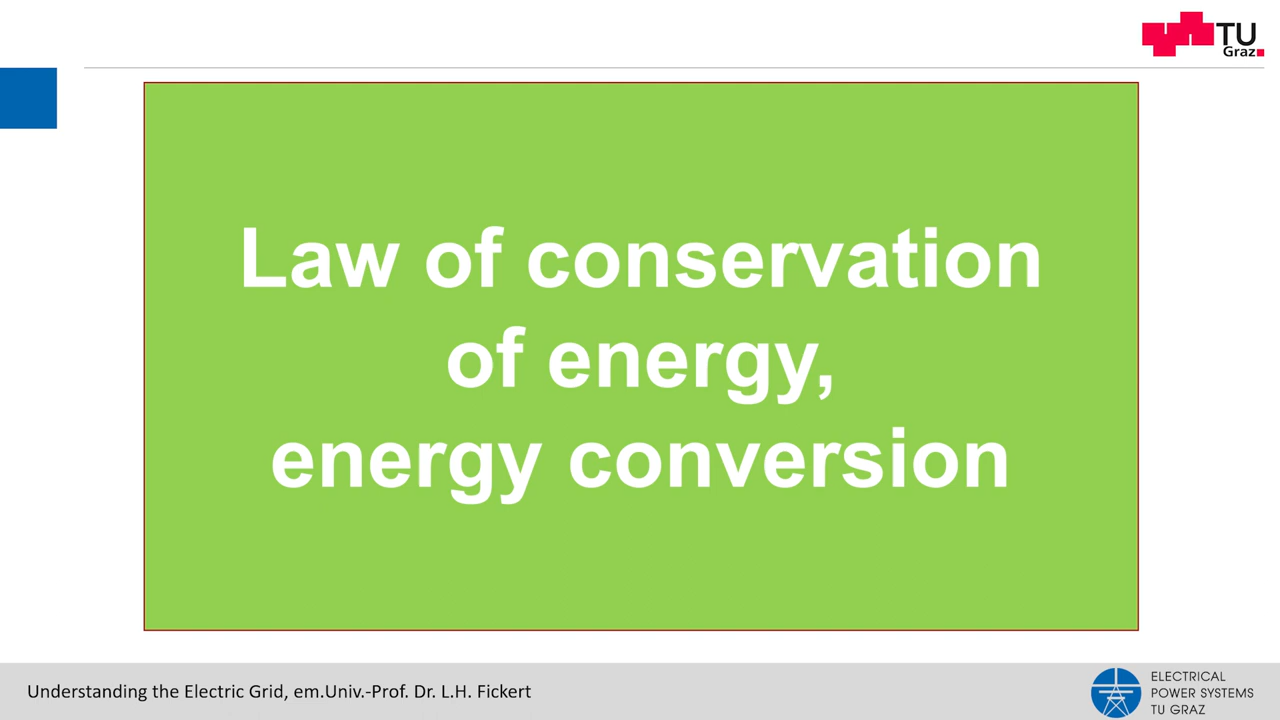 TU
Graz
Law of conservation
of energy,
energy conversion
Understanding the Electric Grid, em.Univ.-Prof. Dr. L.H. Fickert
ELECTRICAL
POWER SYSTEMS
TU GRAZ